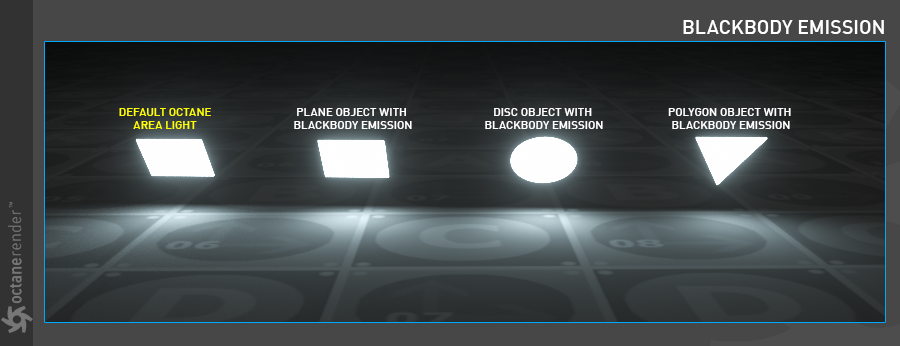 BLACKBODY EMISSION
DEFAULT OCTANE
AREA LIGHT
PLANE OBJECT WITH
BLACKBODY EMISSION
DISC OBJECT WITH
BLACKBODY EMISSION
POLYGON OBJECT WITH
BLACKBODY EMISSION
06
C
08
D
07
D
octanerender™